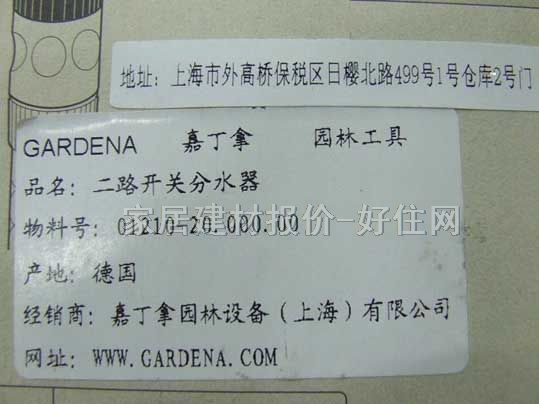 地址: 上海市外高桥保税区日樱北路499号1号仓库2号门
GARDENA 嘉丁拿 园林工具
品名: 二路开关分水器
物料号: 01210-20.000.00
宜居建材报价-好住网
产地: 德国
经销商: 嘉丁拿园林设备(上海)有限公司
网址: WWW.GARDENA.COM